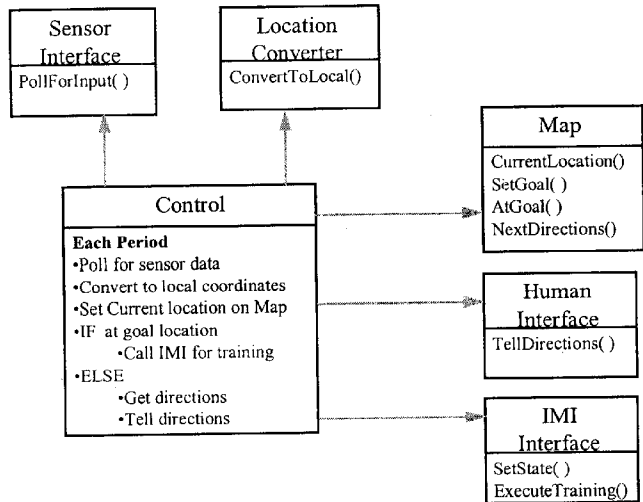 Sensor
Interface
PollForInput( )
Location
Converter
ConvertToLocal()
Map
CurrentLocation()
SetGoal( )
AtGoal( )
NextDirections()
Control
Each Period
•Poll for sensor data
•Convert to local coordinates
•Set Current location on Map
•IF at goal location
•Call IMI for training
•ELSE
•Get directions
•Tell directions
Human
Interface
TellDirections( )
IMI
Interface
SetState( )
ExecuteTraining()